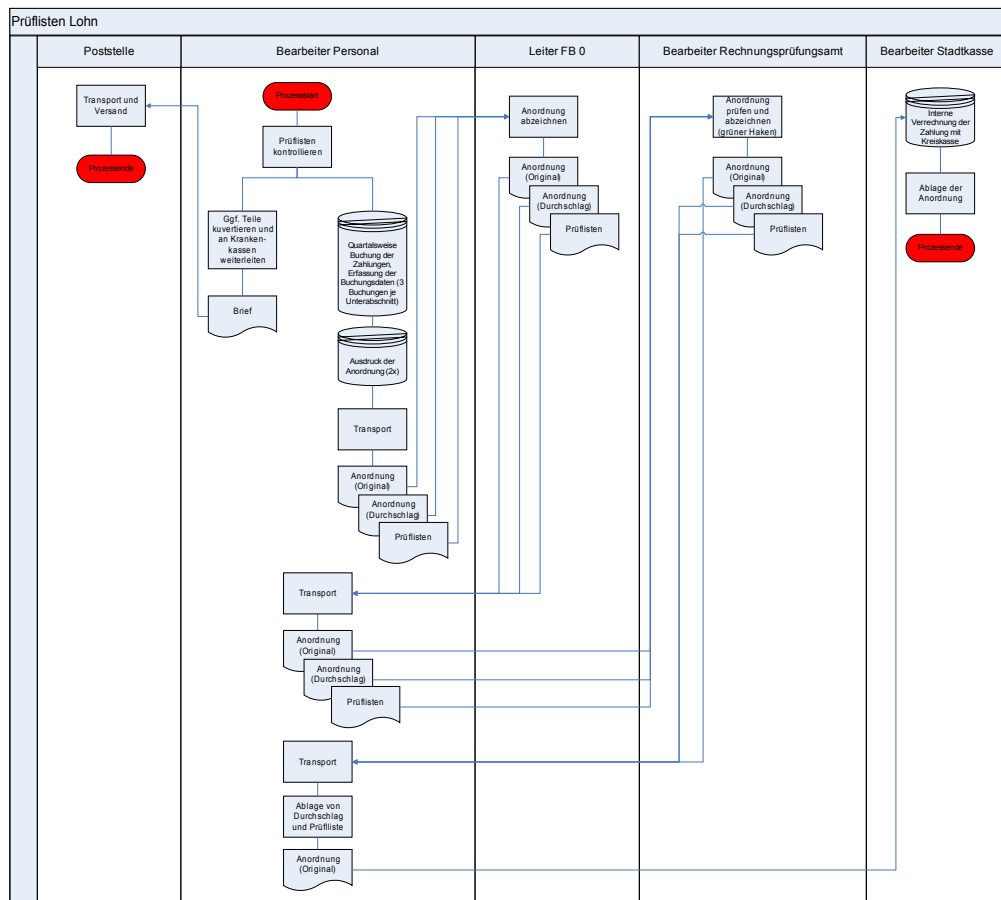 Prüflisten Lohn
Poststelle
Bearbeiter Personal
Leiter FB 0
Bearbeiter Rechnungsprüfungsamt
Bearbeiter Stadtkasse
Transport und
Versand
Prozessende
Prozessstart
Prüflisten
kontrollieren
Ggf. Teile
kuvertieren und
an Kranken-
kassen
weiterleiten
Brief
Quartalsweise
Buchung der
Zahlungen,
Erfassung der
Buchungsdaten (3
Buchungen je
Unterabschnitt)
Ausdruck der
Anordnung (2x)
Transport
Anordnung
(Original)
Anordnung
(Durchschlag)
Prüflisten
Transport
Anordnung
(Original)
Anordnung
(Durchschlag)
Prüflisten
Transport
Ablage von
Durchschlag
und Prüflliste
Anordnung
(Original)
Anordnung
abzeichnen
Anordnung
(Original)
Anordnung
(Durchschlag)
Prüflisten
Anordnung
prüfen und
abzeichnen
(grüner Haken)
Anordnung
(Original)
Anordnung
(Durchschlag)
Prüflisten
Interne
Verrechnung der
Zahlung mit
Kreiskasse
Ablage der
Anordnung
Prozessende